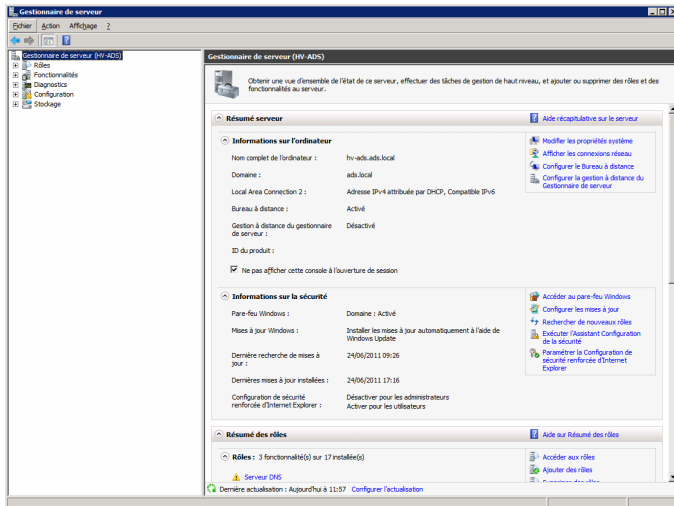 Gestionnaire de serveur
Fichier Action Affichage ?
Gestionnaire de serveur (HV-ADS)
Rôles
Fonctionnalités
Diagnostics
Configuration
Stockage
Gestionnaire de serveur (HV-ADS)
Obtenir une vue d'ensemble de l'état de ce serveur, effectuer des tâches de gestion de haut niveau, et ajouter ou supprimer des rôles et des
fonctionnalités au serveur.
Résumé serveur
Aide récapitulative sur le serveur
Informations sur l'ordinateur
Nom complet de l'ordinateur : hv-ads.ads.local
Domaine : ads.local
Local Area Connection 2 : Adresse IPv4 attribuée par DHCP, Compatible IPv6
Bureau à distance : Activé
Gestion à distance du gestionnaire Désactivé
de serveur :
ID du produit :
Ne pas afficher cette console à l'ouverture de session
Modifier les propriétés système
Afficher les connexions réseau
Configurer le Bureau à distance
Configurer la gestion à distance du
Gestionnaire de serveur
Informations sur la sécurité
Pare-feu Windows : Domaine : Activé
Mises à jour Windows : Installer les mises à jour automatiquement à l'aide de
Windows Update
Dernière recherche de mises à 24/06/2011 09:26
jour :
Dernières mises à jour installées : 24/06/2011 17:16
Configuration de sécurité Désactiver pour les administrateurs
renforcée d'Internet Explorer : Activer pour les utilisateurs
Accéder au pare-feu Windows
Configurer les mises à jour
Rechercher de nouveaux rôles
Exécuter l'Assistant Configuration
de la sécurité
Paramétrer la Configuration de
sécurité renforcée d'Internet
Explorer
Résumé des rôles
Aide sur Résumé des rôles
Rôles : 3 fonctionnalité(s) sur 17 installée(s)
Serveur DNS
Accéder aux rôles
Ajouter des rôles
Supprimer des rôles
Dernière actualisation : Aujourd'hui à 11:57 Configurer l'actualisation